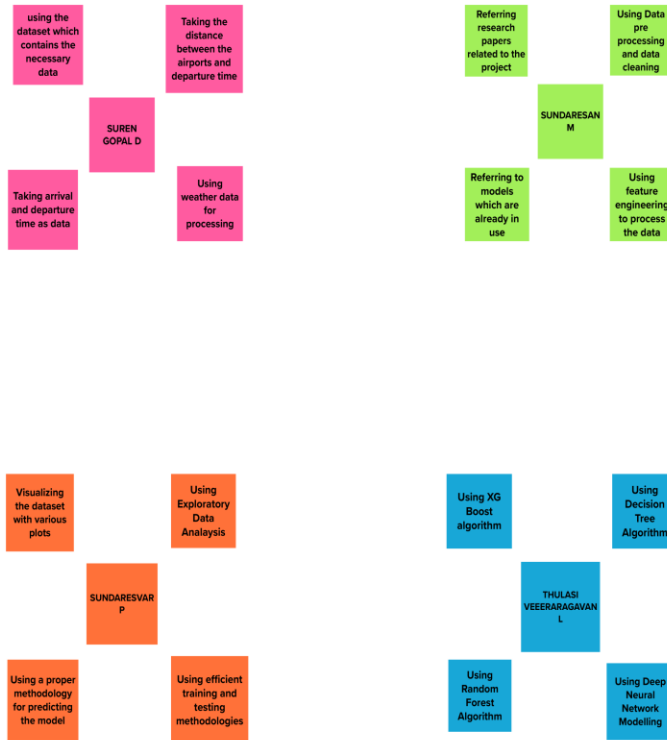 using the
dataset which
contains the
necessary
data
Taking the
distance
between the
airports and
departure time
SUREN
GOPAL D
Taking arrival
and departure
time as data
Using
weather data
for
processing
Referring
research
papers
related to the
project
Using Data
pre
processing
and data
cleaning
SUNDARESAN
M
Referring to
models
which are
already in
use
Using
feature
engineering
to process
the data
Visualizing
the dataset
with various
plots
Using
Exploratory
Data
Analaysis
SUNDARESVAR
P
Using a proper
methodology
for predicting
the model
Using efficient
training and
testing
methodologies
Using XG
Boost
algorithm
Using
Decision
Tree
Algorithm
THULASI
VEEERARAGAVAN
L
Using
Random
Forest
Algorithm
Using Deep
Neural
Network
Modelling